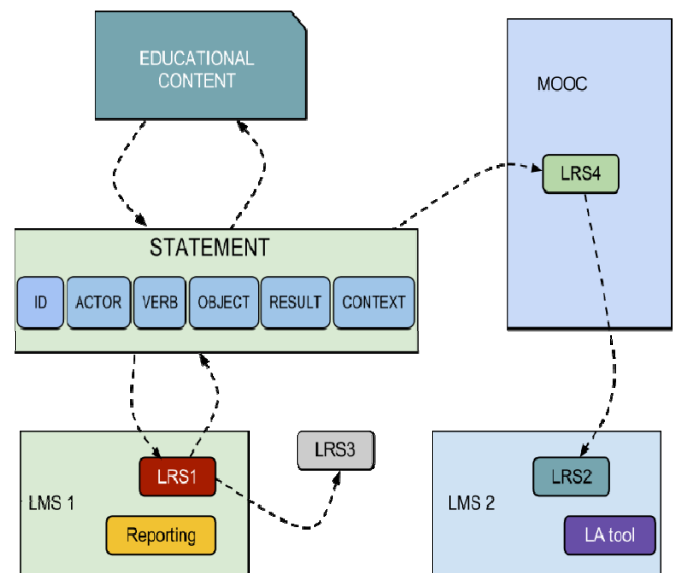 EDUCATIONAL
CONTENT
MOOC
LRS4
STATEMENT
ID
ACTOR
VERB
OBJECT
RESULT
CONTEXT
LRS1
LMS 1
Reporting
LRS3
LRS2
LMS 2
LA tool